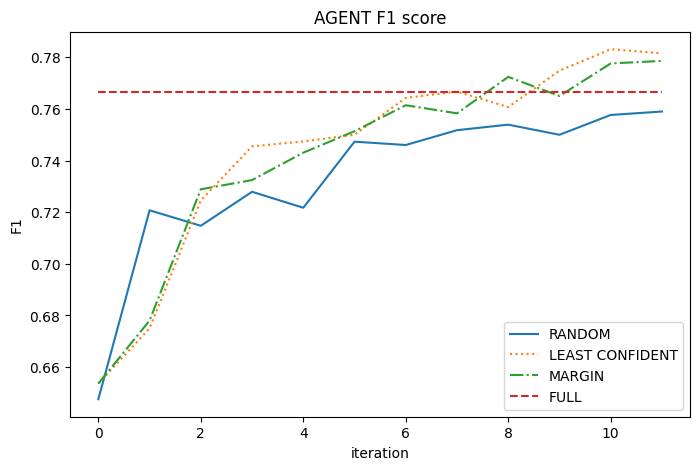 AGENT F1 score
F1
0.78
0.76
0.74
0.72
0.70
0.68
0.66
0
2
4
6
8
10
iteration
RANDOM
LEAST CONFIDENT
MARGIN
FULL